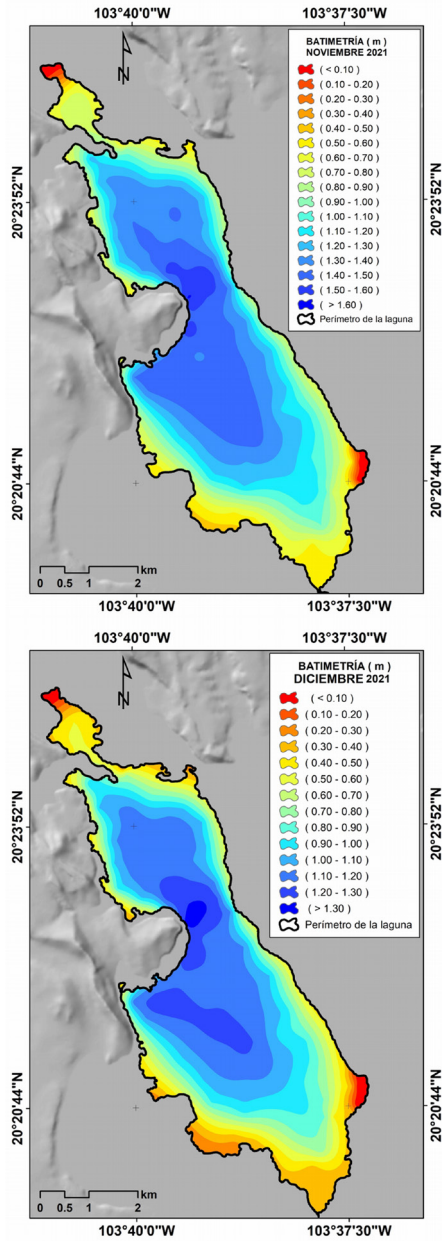 103°40'0"W 103°37'30"W
N
BATIMETRÍA ( m )
NOVIEMBRE 2021
( < 0.10 )
( 0.10 - 0.20 )
( 0.20 - 0.30 )
( 0.30 - 0.40 )
( 0.40 - 0.50 )
( 0.50 - 0.60 )
( 0.60 - 0.70 )
( 0.70 - 0.80 )
( 0.80 - 0.90 )
( 0.90 - 1.00 )
( 1.00 - 1.10 )
( 1.10 - 1.20 )
( 1.20 - 1.30 )
( 1.30 - 1.40 )
( 1.40 - 1.50 )
( 1.50 - 1.60 )
( > 1.60 )
Perímetro de la laguna
20°23'52"N
20°23'52"N
20°20'44"N
20°20'44"N
km
0 0.5 1 2
103°40'0"W 103°37'30"W
103°40'0"W 103°37'30"W
N
BATIMETRÍA ( m )
DICIEMBRE 2021
( < 0.10 )
( 0.10 - 0.20 )
( 0.20 - 0.30 )
( 0.30 - 0.40 )
( 0.40 - 0.50 )
( 0.50 - 0.60 )
( 0.60 - 0.70 )
( 0.70 - 0.80 )
( 0.80 - 0.90 )
( 0.90 - 1.00 )
( 1.00 - 1.10 )
( 1.10 - 1.20 )
( 1.20 - 1.30 )
( > 1.30 )
Perímetro de la laguna
20°23'52"N
20°23'52"N
20°20'44"N
20°20'44"N
km
0 0.5 1 2
103°40'0"W 103°37'30"W